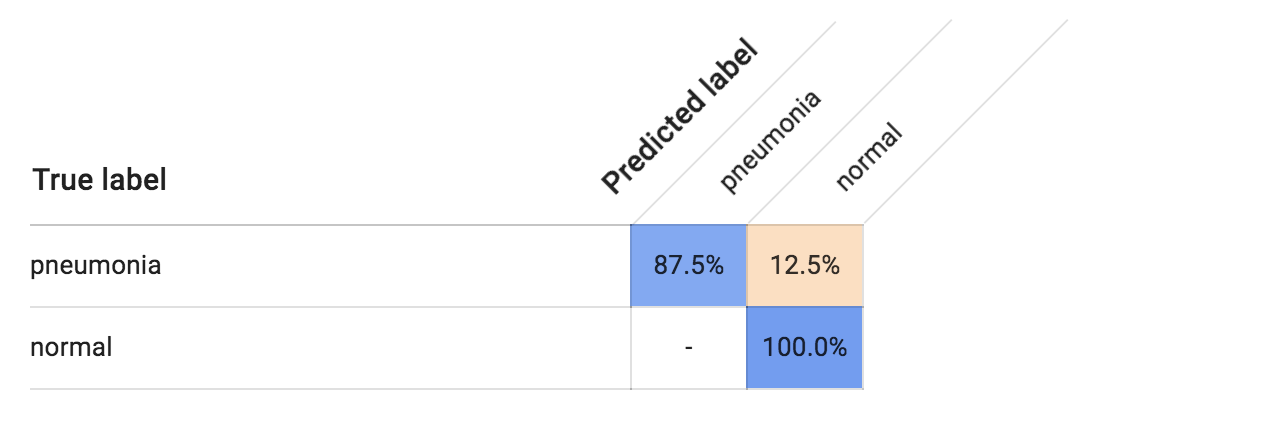 Predicted label
pneumonia
normal
True label
pneumonia 87.5% 12.5%
normal - 100.0%